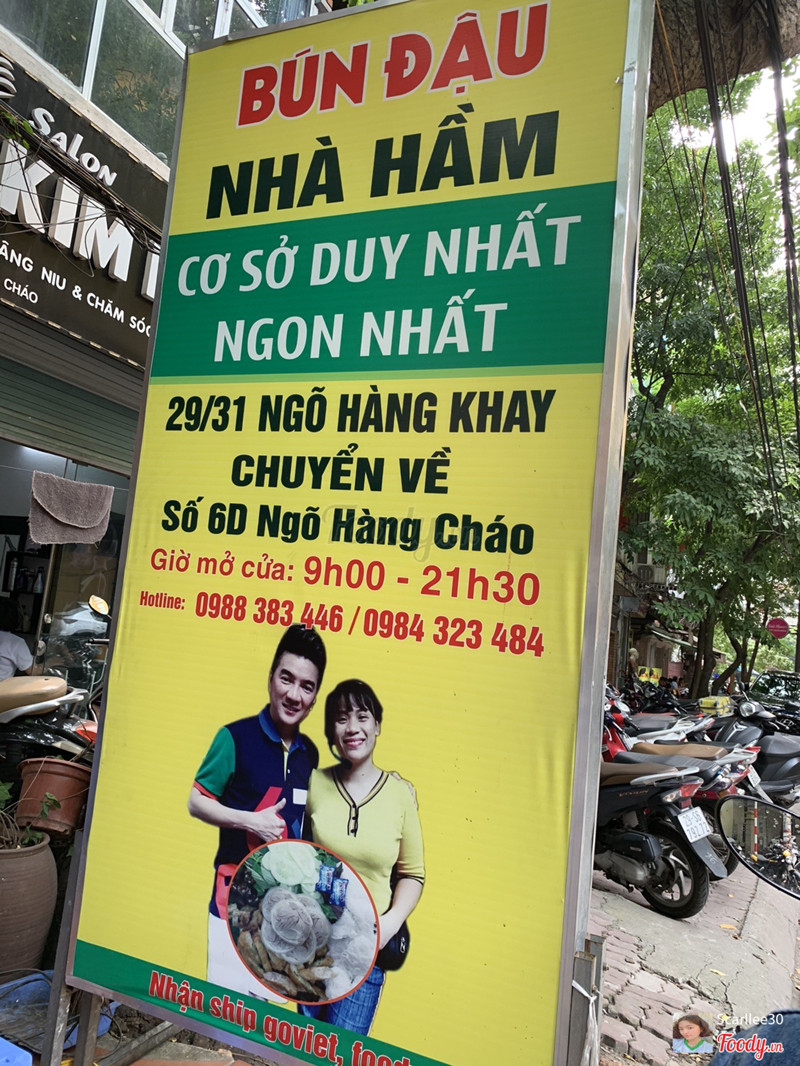 BÚN ĐẬU
NHÀ HẦM
CƠ SỞ DUY NHẤT
NGON NHẤT
29/31 NGÕ HÀNG KHAY
CHUYỂN VỀ
Số 6D Ngõ Hàng Cháo
Giờ mở cửa: 9h00 - 21h30
Hotline: 0988 383 446 / 0984 323 484
Nhận ship goviet,
SALON
KIM
NIU & CHĂM SÓC
CHÁO
Scarllee30
Foody.vn